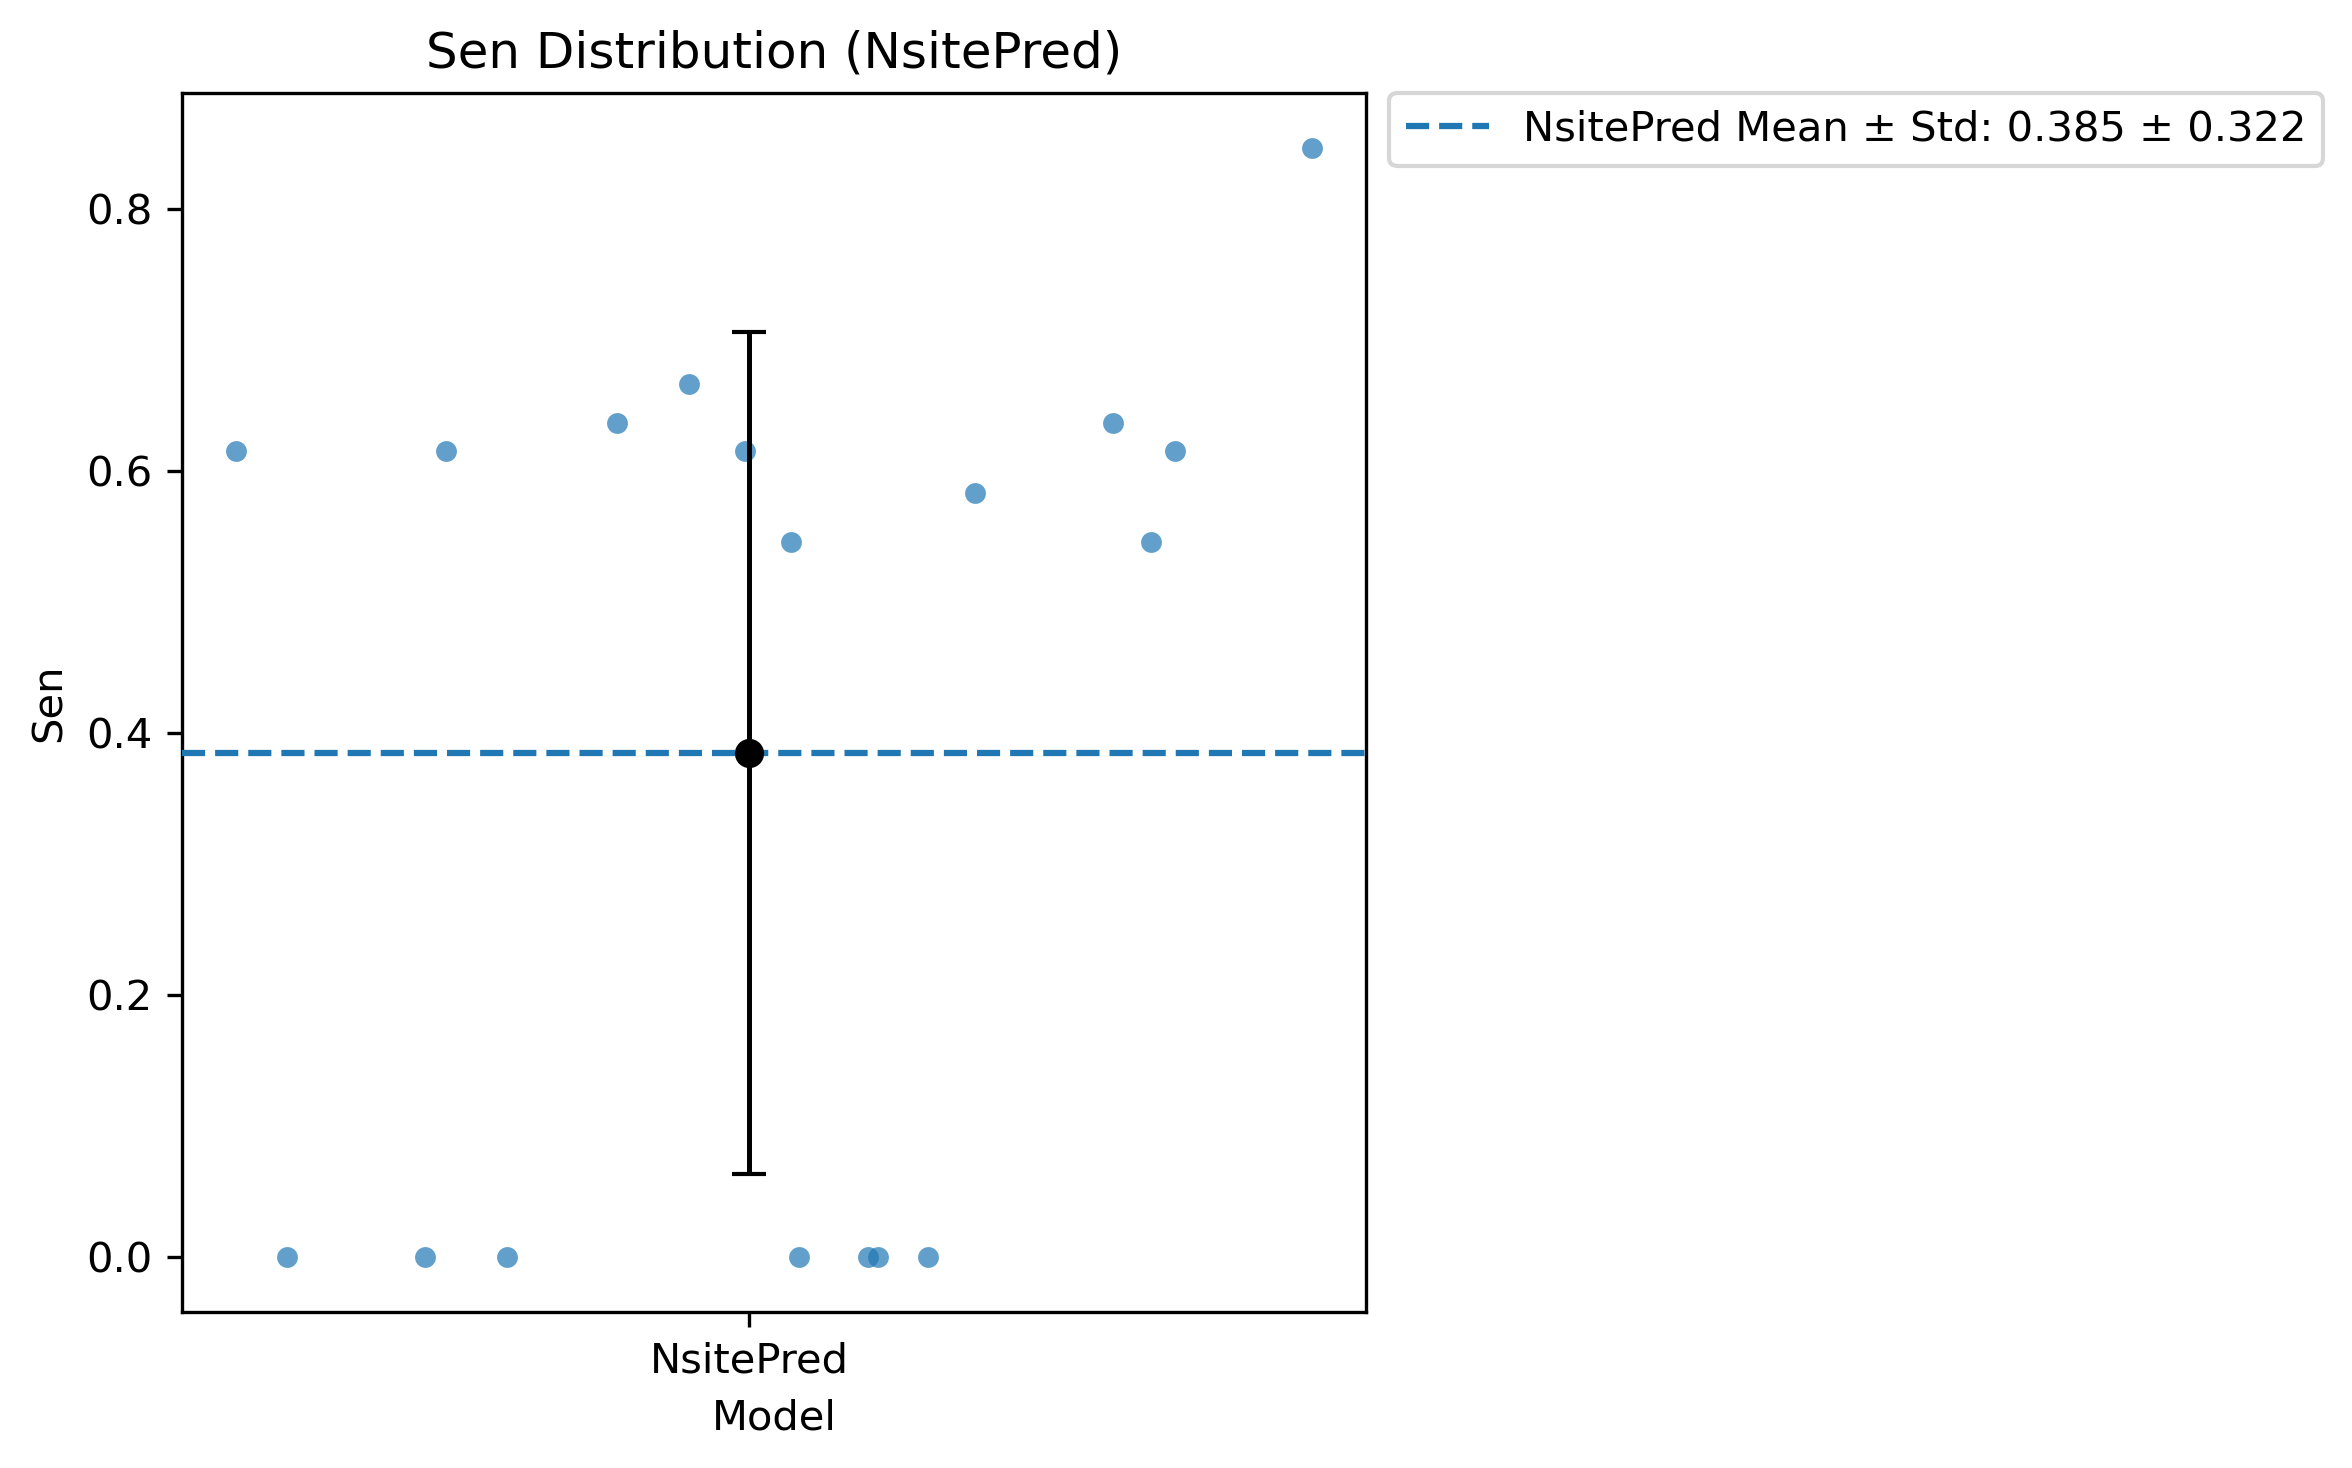 Sen Distribution (NsitePred)
NsitePred Mean ± Std: 0.385 ± 0.322
Sen
0.8
0.6
0.4
0.2
0.0
NsitePred
Model